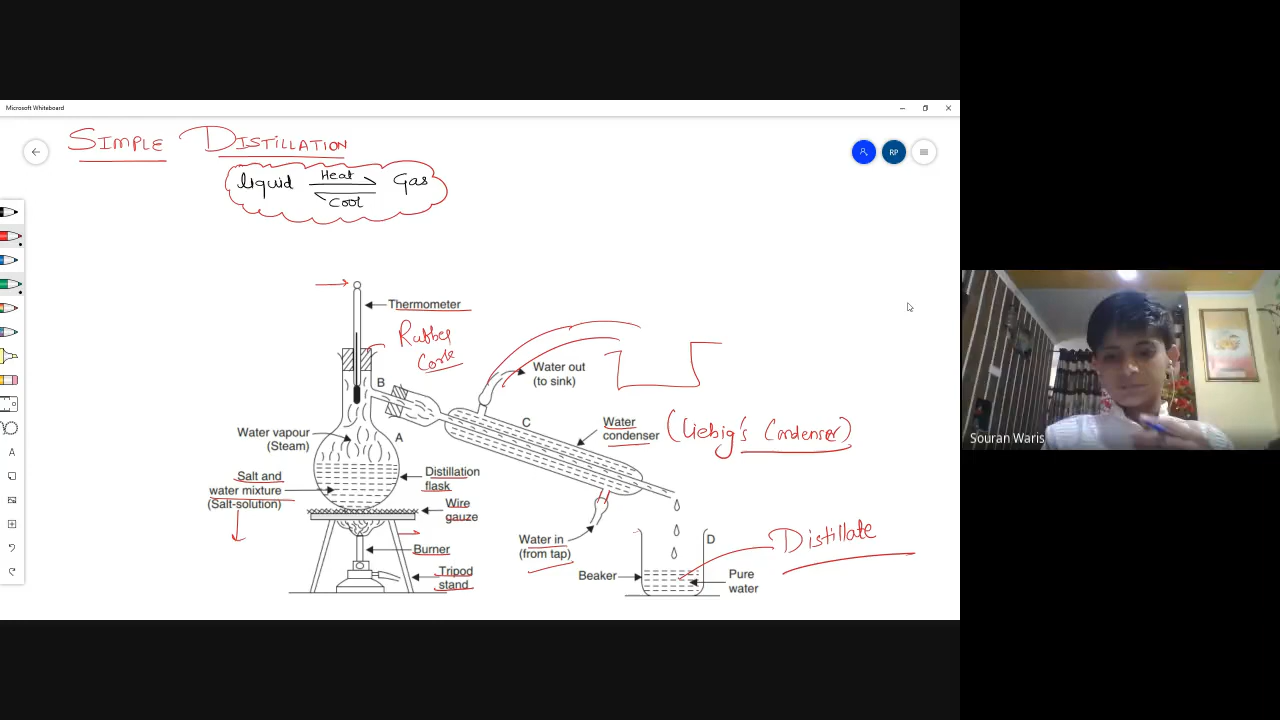 Microsoft Whiteboard
SIMPLE DISTILLATION
liquid Heat Gas
Cool
RP
Thermometer
Rubber
Cork
B
Water out
(to sink)
C
Water
condenser
(Liebig's Condenser)
Water vapour
(Steam)
A
Salt and
water mixture
(Salt-solution)
Distillation
flask
Wire
gauze
Burner
Tripod
stand
Water in
(from tap)
D
Distillate
Beaker
Pure
water
A
Souran Waris